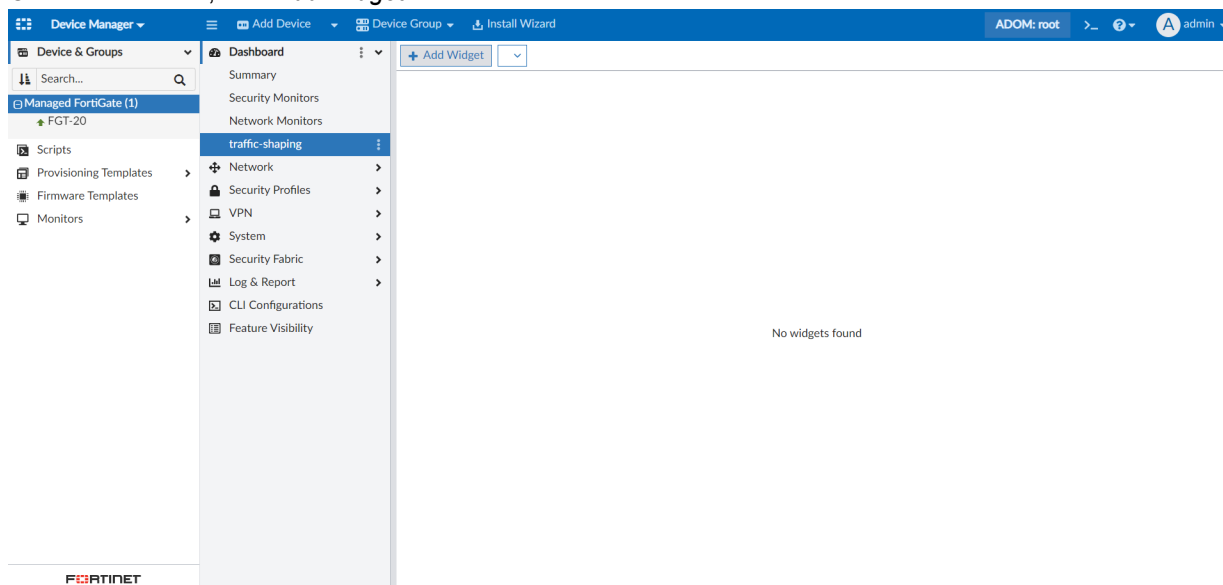 Device Manager
Add Device
Device Group
Install Wizard
ADOM: root
>_
?
A admin
Device & Groups
Search...
Managed FortiGate (1)
FGT-20
Scripts
Provisioning Templates
Firmware Templates
Monitors
Dashboard
Summary
Security Monitors
Network Monitors
traffic-shaping
Network
Security Profiles
VPN
System
Security Fabric
Log & Report
CLI Configurations
Feature Visibility
+ Add Widget
No widgets found
FORTINET